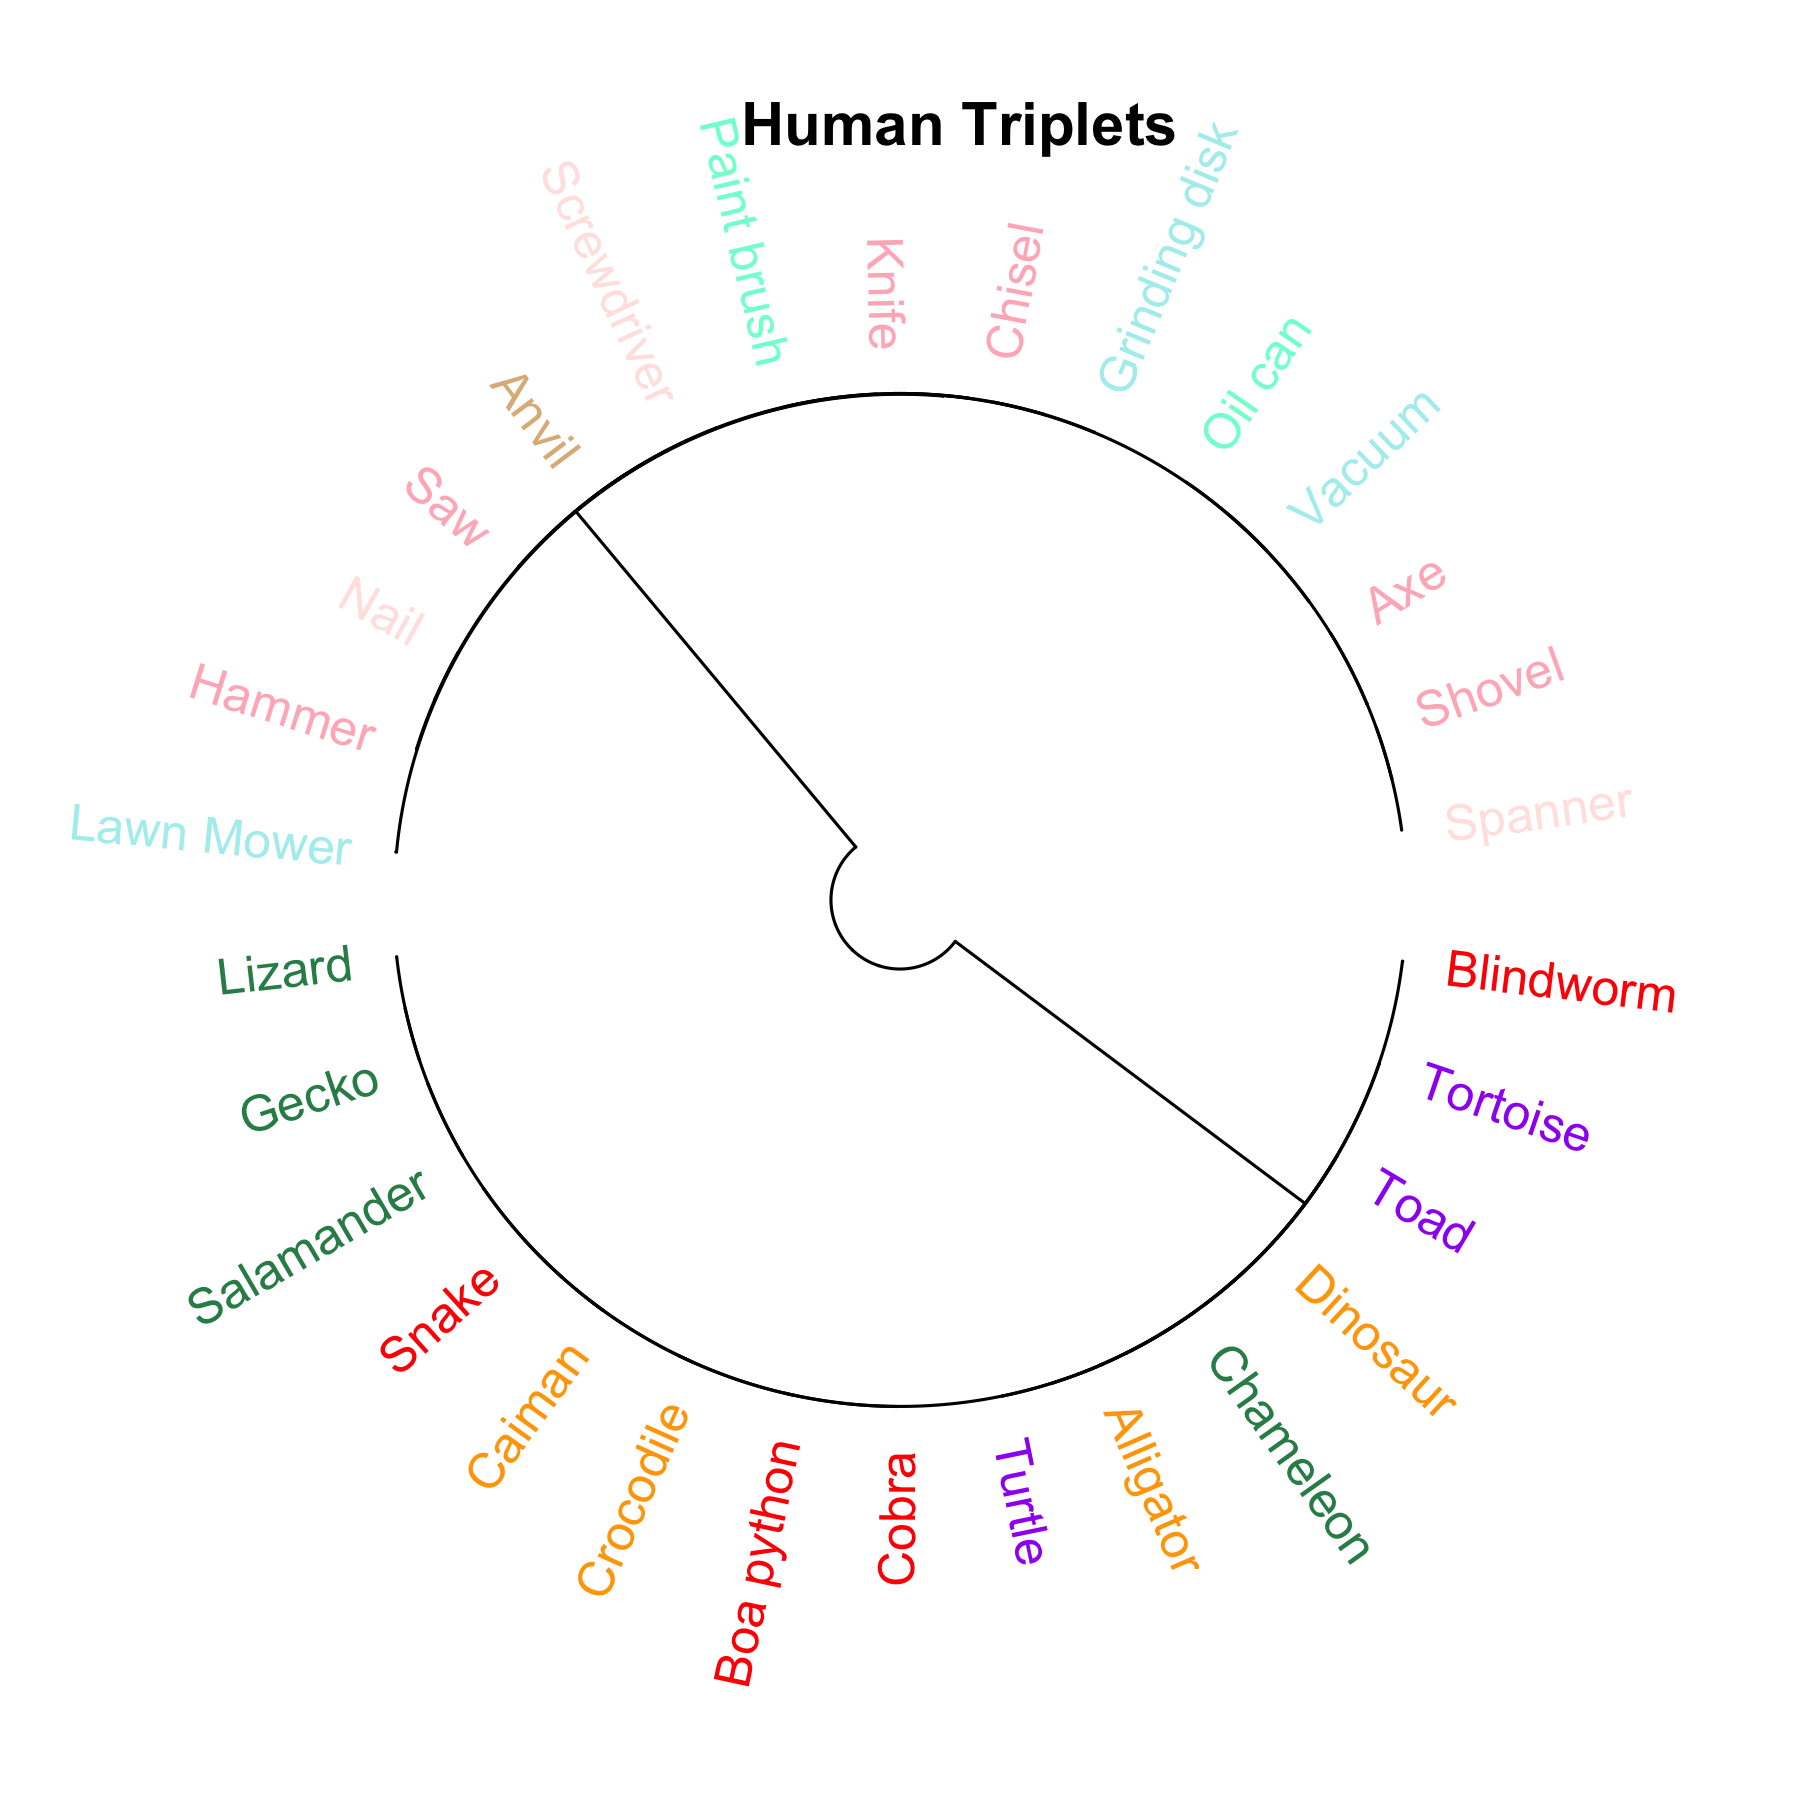 Human Triplets
Paint brush
Knife
Chisel
Grinding disk
Oil can
Vacuum
Axe
Shovel
Spanner
Blindworm
Tortoise
Toad
Dinosaur
Chameleon
Alligator
Turtle
Cobra
Boa python
Crocodile
Caiman
Snake
Salamander
Gecko
Lizard
Lawn Mower
Hammer
Nail
Saw
Anvil
Screwdriver